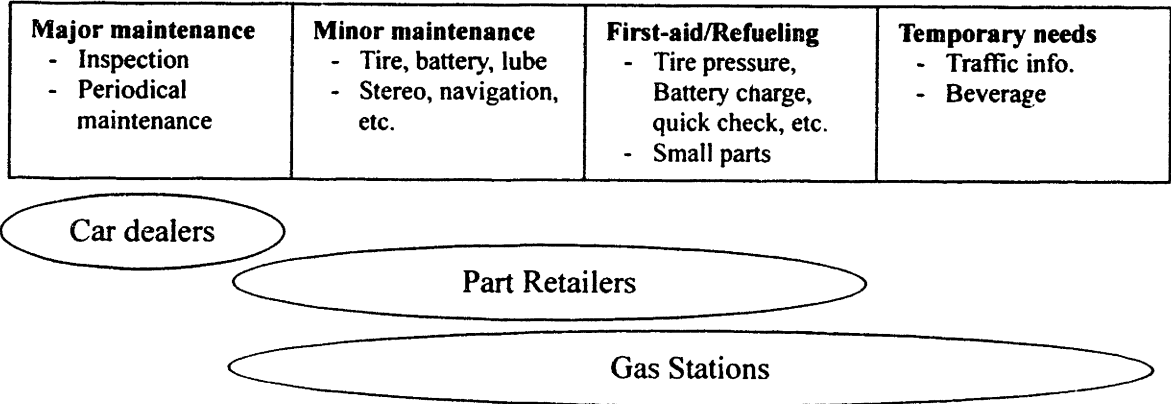 Major maintenance
- Inspection
- Periodical
maintenance
Minor maintenance
- Tire, battery, lube
- Stereo, navigation,
etc.
First-aid/Refueling
- Tire pressure,
Battery charge,
quick check, etc.
- Small parts
Temporary needs
- Traffic info.
- Beverage
Car dealers
Part Retailers
Gas Stations